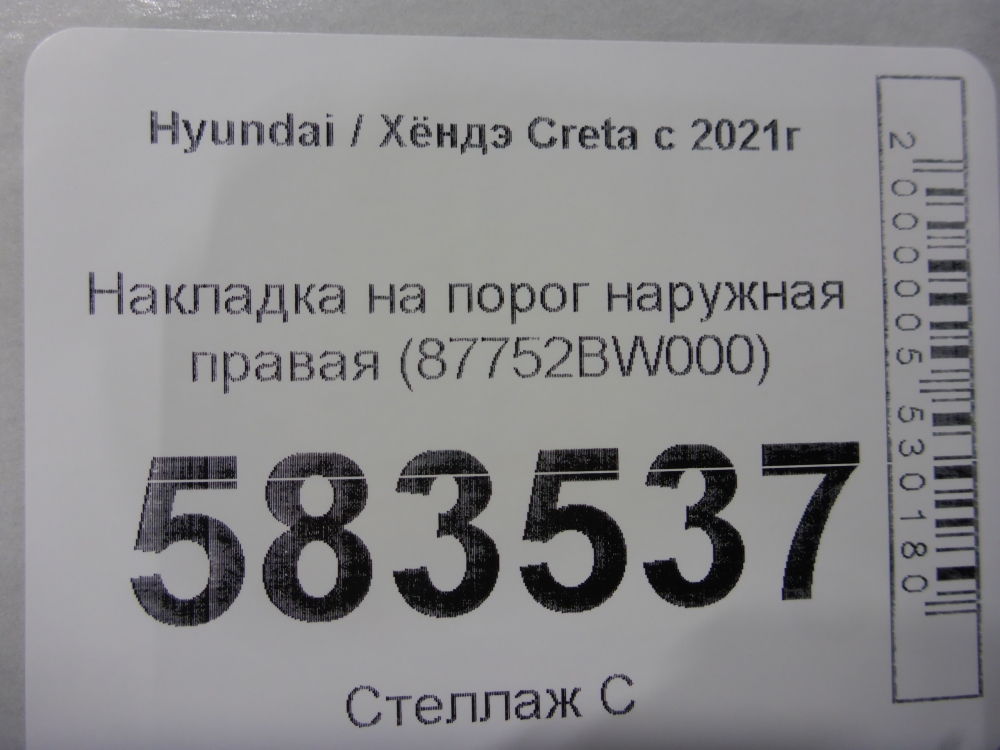 Hyundai / Хёндэ Creta с 2021г
Накладка на порог наружная
правая (87752BW000)
583537
Стеллаж С
2000005530180